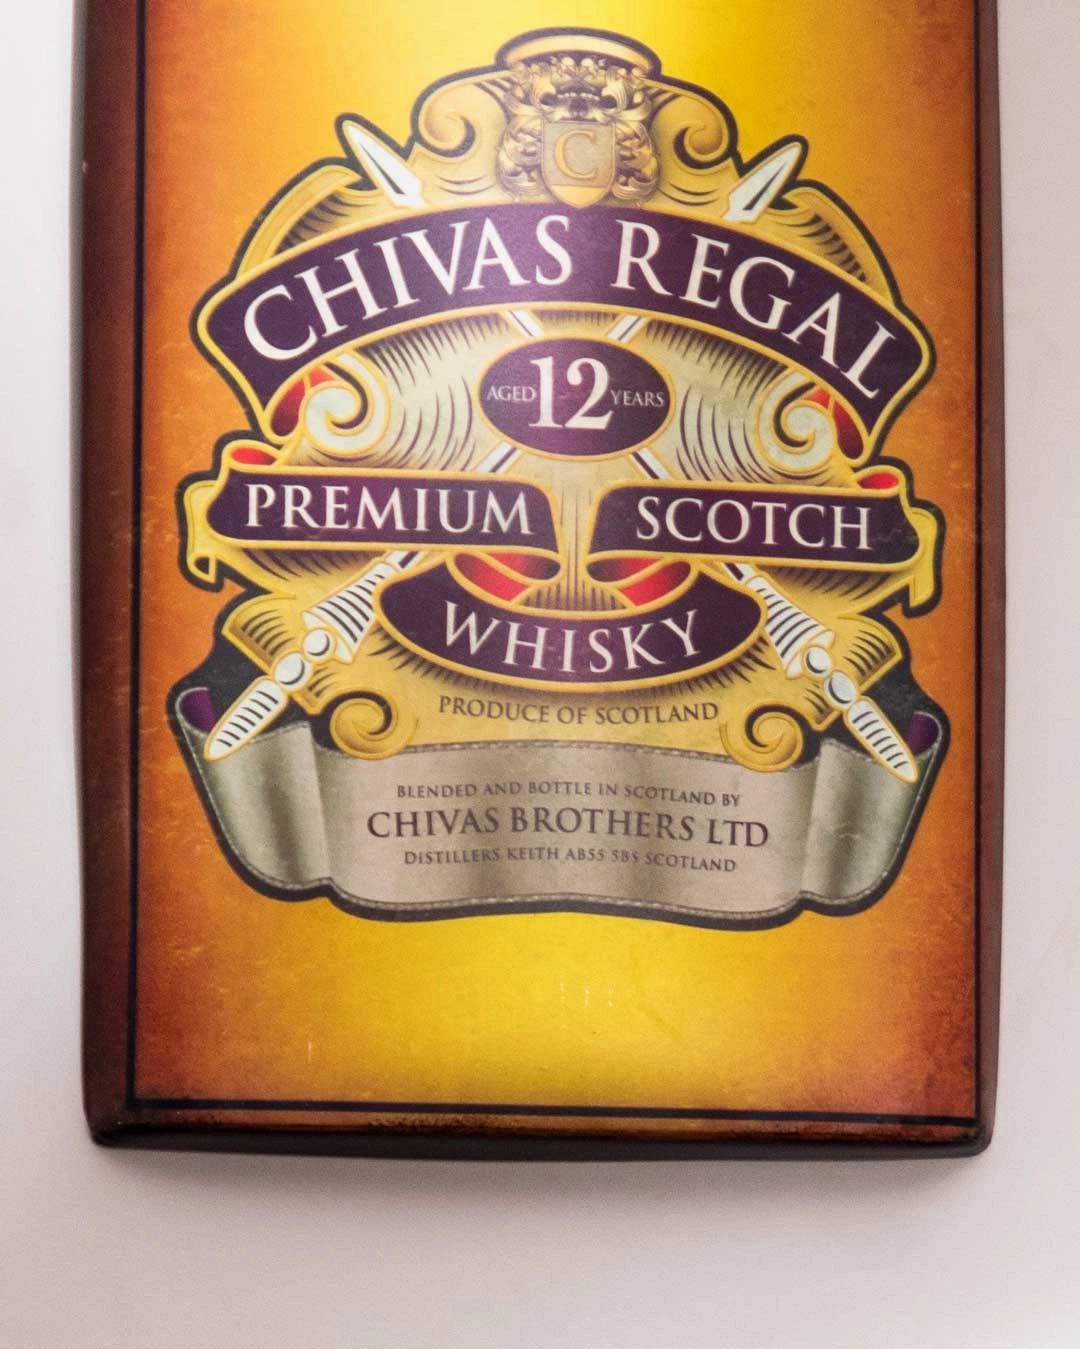 C
CHIVAS REGAL
AGED 12 YEARS
PREMIUM SCOTCH
WHISKY
PRODUCE OF SCOTLAND
BLENDED AND BOTTLE IN SCOTLAND BY
CHIVAS BROTHERS LTD
DISTILLERS KEITH AB55 5BS SCOTLAND